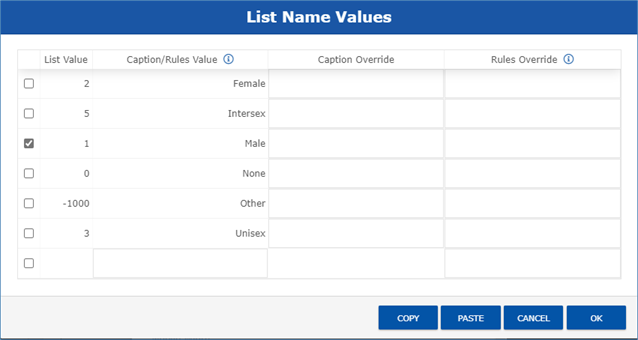 List Name Values
List Value Caption/Rules Value Caption Override Rules Override
2 Female
5 Intersex
1 Male
0 None
-1000 Other
3 Unisex
COPY PASTE CANCEL OK